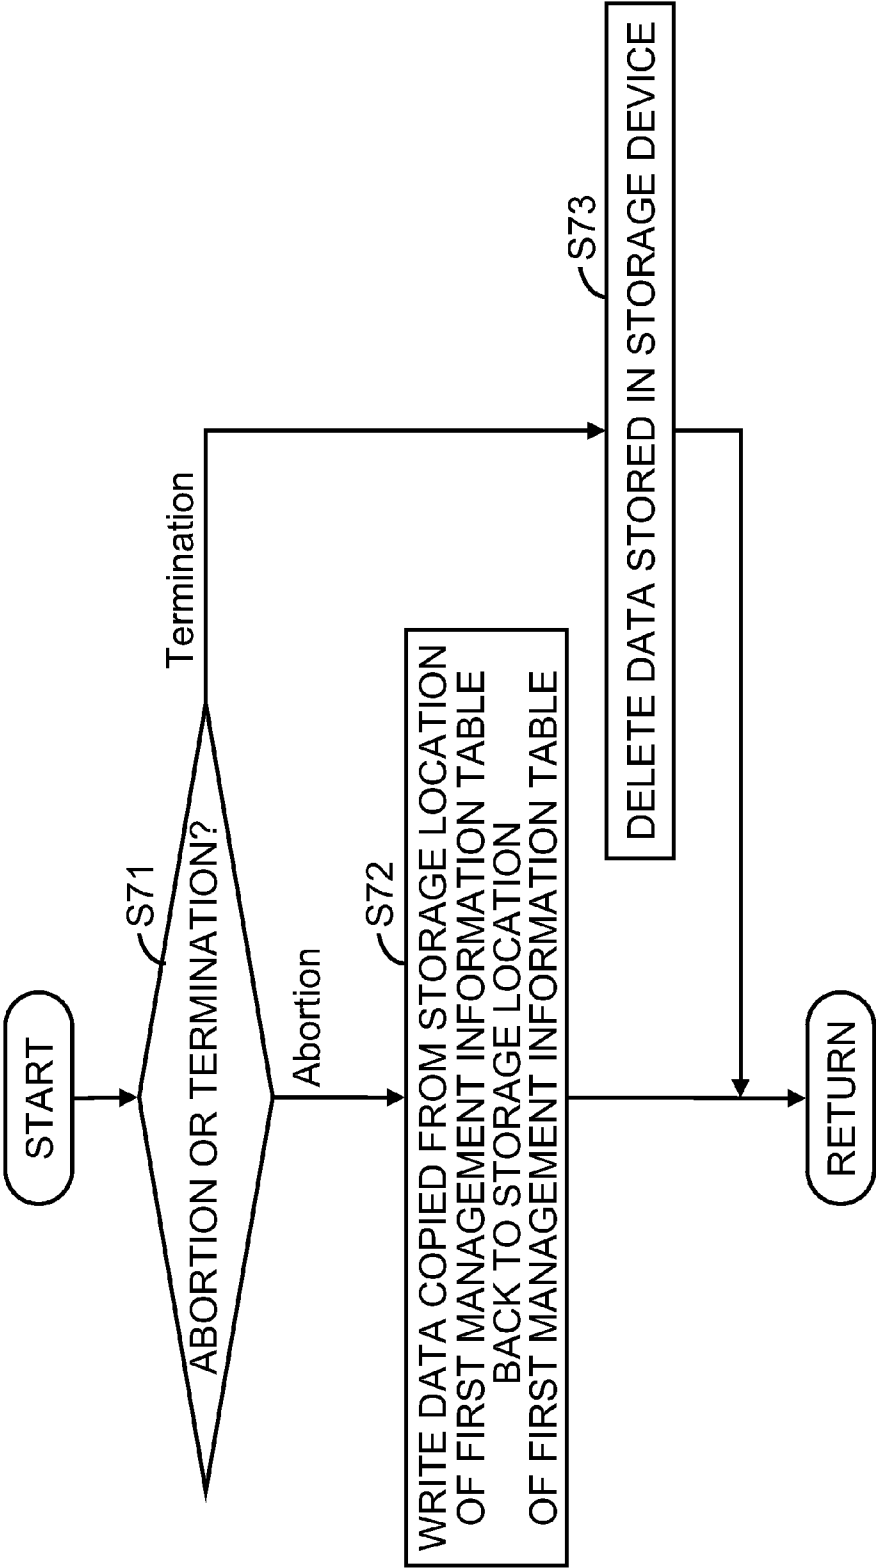 START
S71
ABORTION OR TERMINATION?
Termination
Abortion
S72
WRITE DATA COPIED FROM STORAGE LOCATION
OF FIRST MANAGEMENT INFORMATION TABLE
BACK TO STORAGE LOCATION
OF FIRST MANAGEMENT INFORMATION TABLE
S73
DELETE DATA STORED IN STORAGE DEVICE
RETURN